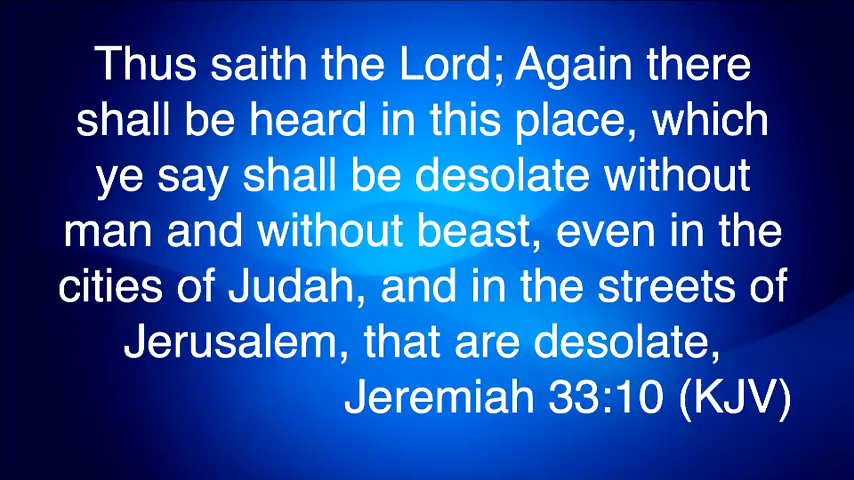 Thus saith the Lord; Again there
shall be heard in this place, which
ye say shall be desolate without
man and without beast, even in the
cities of Judah, and in the streets of
Jerusalem, that are desolate,
Jeremiah 33:10 (KJV)